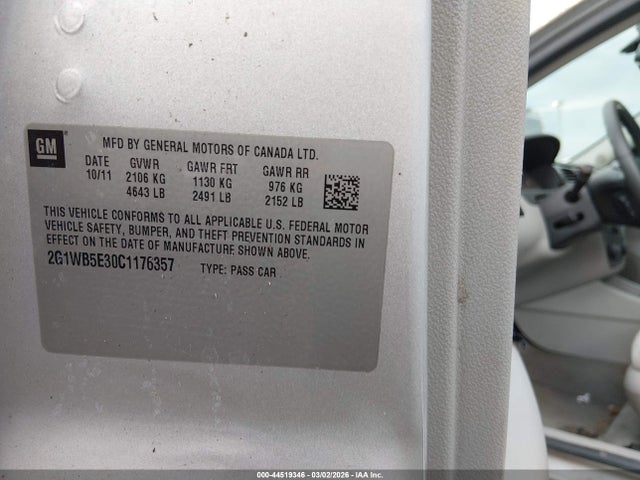 GM
MFD BY GENERAL MOTORS OF CANADA LTD.
DATE GVWR GAWR FRT GAWR RR
10/11 2106 KG 1130 KG 976 KG
4643 LB 2491 LB 2152 LB
THIS VEHICLE CONFORMS TO ALL APPLICABLE U.S. FEDERAL MOTOR
VEHICLE SAFETY, BUMPER, AND THEFT PREVENTION STANDARDS IN
EFFECT ON THE DATE OF MANUFACTURE SHOWN ABOVE.
2G1WB5E30C1176357 TYPE: PASS CAR
000-44519346 - 03/02/2026 - IAA Inc.